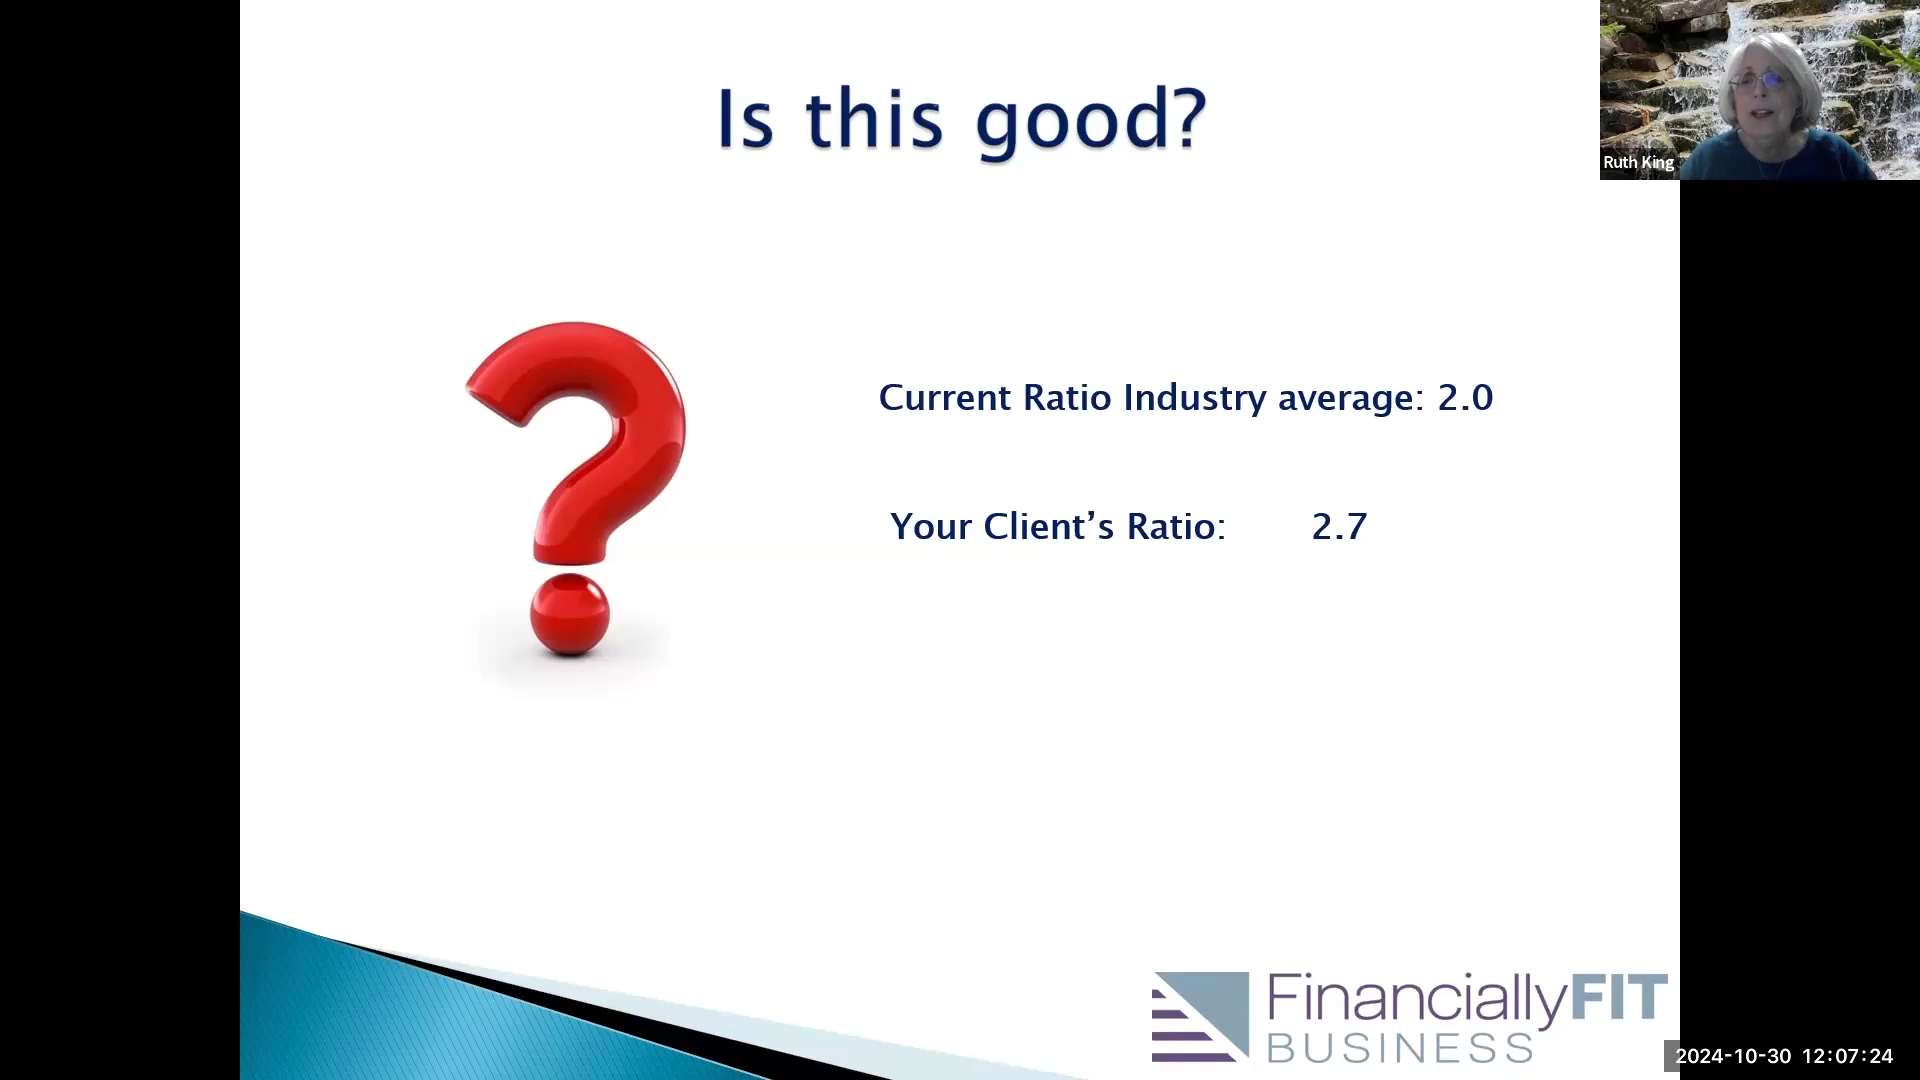 Is this good?
Ruth King
Current Ratio Industry average: 2.0
Your Client’s Ratio: 2.7
FinanciallyFIT
BUSINESS
2024-10-30 12:07:24